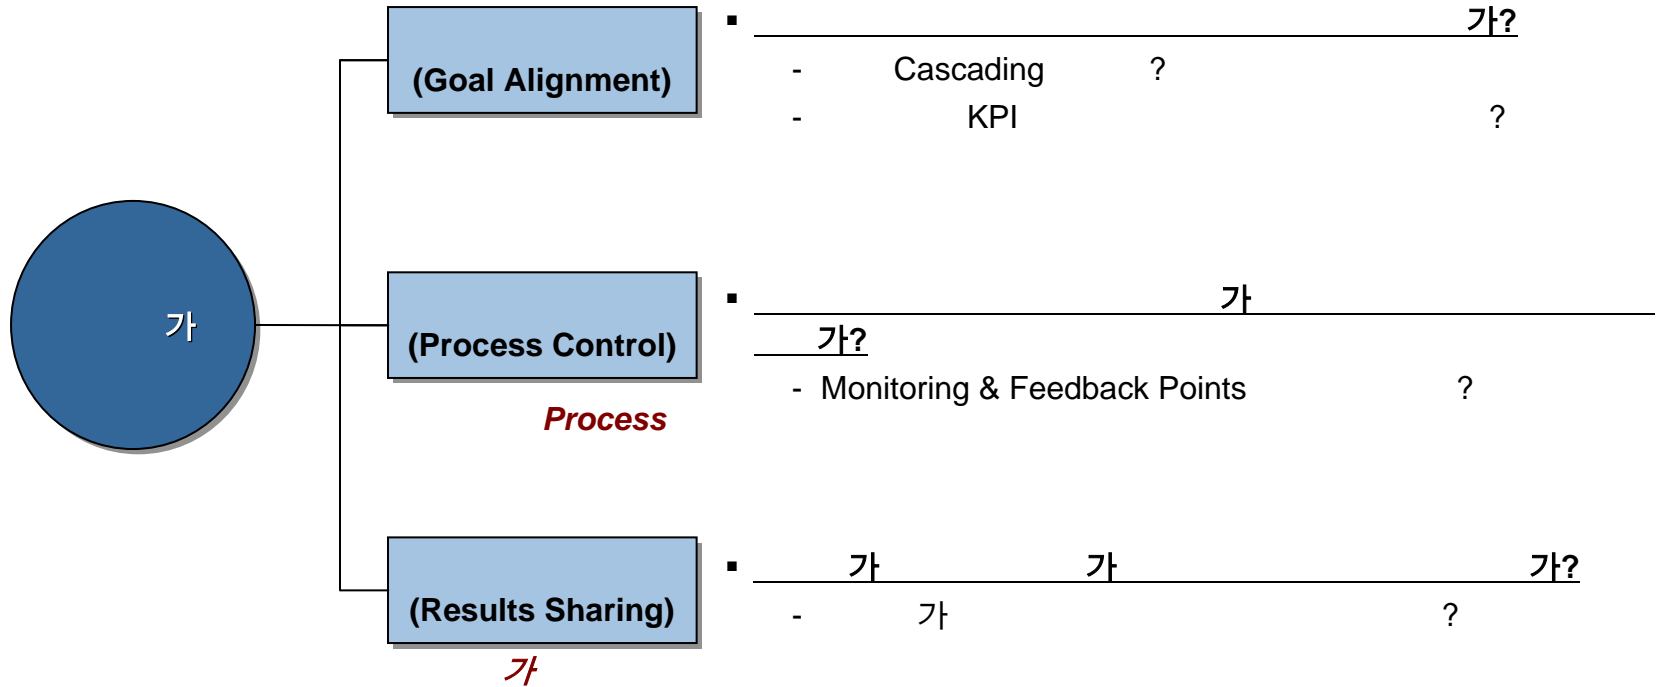 가
(Goal Alignment)
▪ 가?
- Cascading ?
- KPI ?
(Process Control)
Process
▪ 가
가?
- Monitoring & Feedback Points ?
(Results Sharing)
가
▪ 가 가 가?
- 가 ?